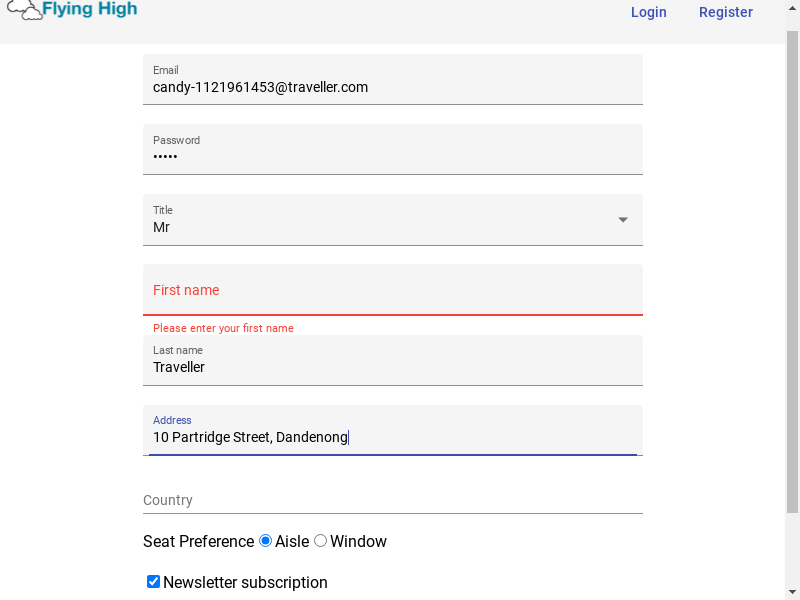 Flying High
Login Register
Email
candy-1121961453@traveller.com
Password
•••••
Title
Mr
First name
Please enter your first name
Last name
Traveller
Address
10 Partridge Street, Dandenong
Country
Seat Preference Aisle Window
Newsletter subscription